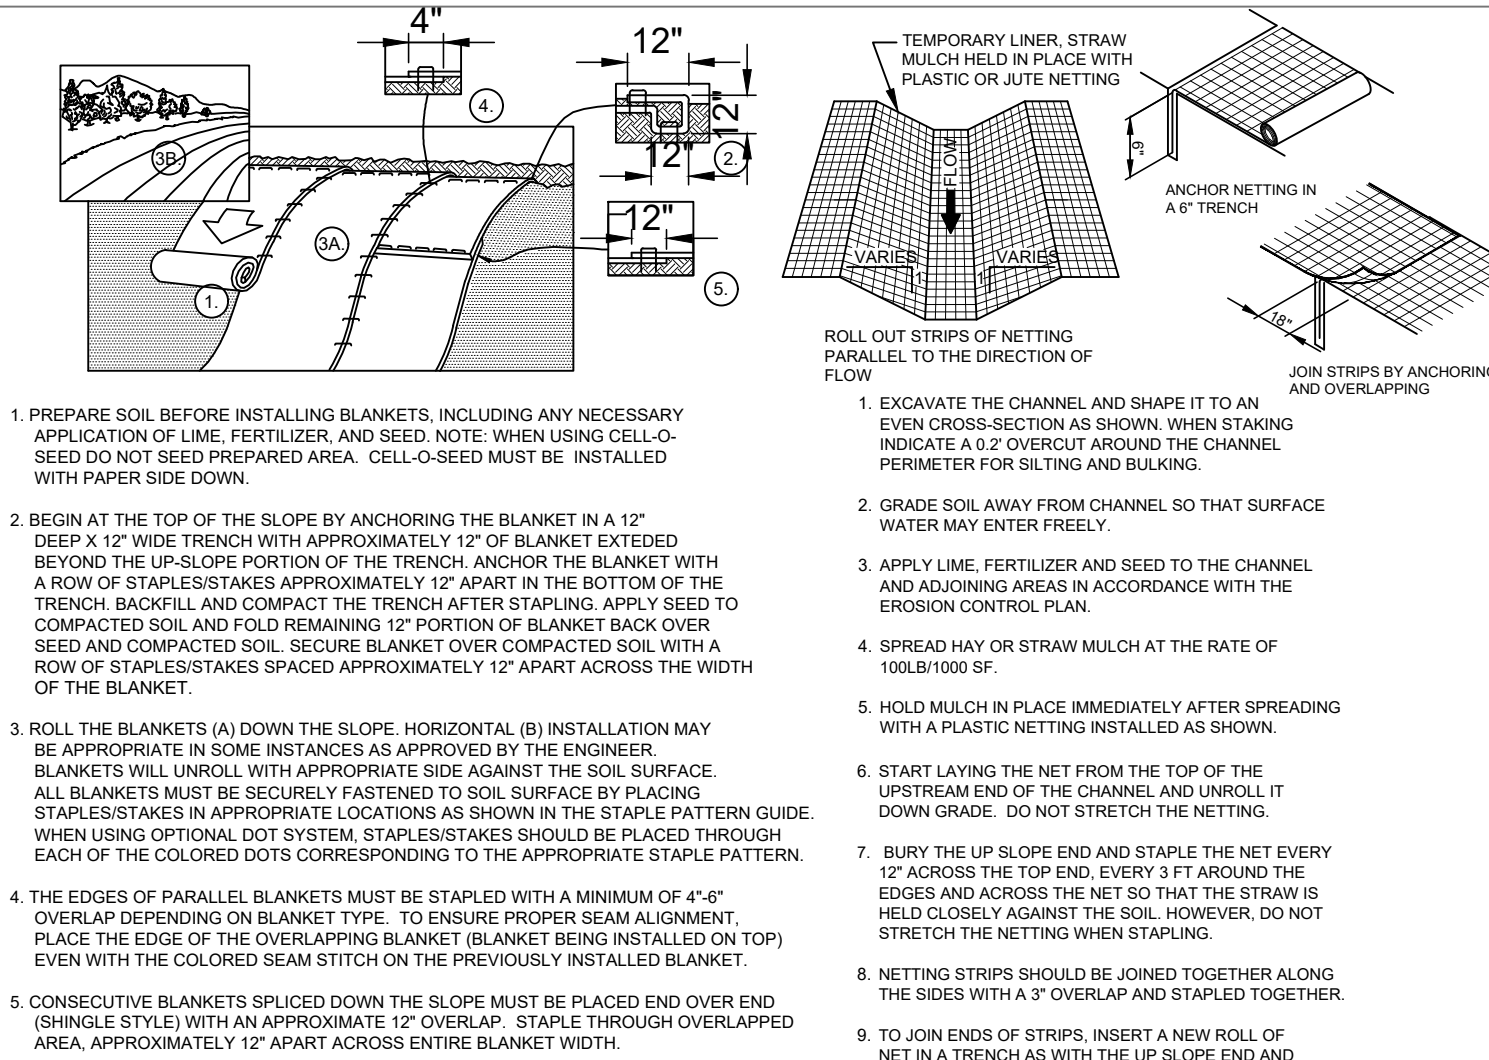 4"
4.
12"
12"
12"
2.
3B.
3A.
1.
12"
5.
TEMPORARY LINER, STRAW
MULCH HELD IN PLACE WITH
PLASTIC OR JUTE NETTING
FLOW
VARIES
1
1
VARIES
ROLL OUT STRIPS OF NETTING
PARALLEL TO THE DIRECTION OF
FLOW
6"
ANCHOR NETTING IN
A 6" TRENCH
18"
JOIN STRIPS BY ANCHORING
AND OVERLAPPING
1. PREPARE SOIL BEFORE INSTALLING BLANKETS, INCLUDING ANY NECESSARY
APPLICATION OF LIME, FERTILIZER, AND SEED. NOTE: WHEN USING CELL-O-
SEED DO NOT SEED PREPARED AREA. CELL-O-SEED MUST BE INSTALLED
WITH PAPER SIDE DOWN.
2. BEGIN AT THE TOP OF THE SLOPE BY ANCHORING THE BLANKET IN A 12"
DEEP X 12" WIDE TRENCH WITH APPROXIMATELY 12" OF BLANKET EXTEDED
BEYOND THE UP-SLOPE PORTION OF THE TRENCH. ANCHOR THE BLANKET WITH
A ROW OF STAPLES/STAKES APPROXIMATELY 12" APART IN THE BOTTOM OF THE
TRENCH. BACKFILL AND COMPACT THE TRENCH AFTER STAPLING. APPLY SEED TO
COMPACTED SOIL AND FOLD REMAINING 12" PORTION OF BLANKET BACK OVER
SEED AND COMPACTED SOIL. SECURE BLANKET OVER COMPACTED SOIL WITH A
ROW OF STAPLES/STAKES SPACED APPROXIMATELY 12" APART ACROSS THE WIDTH
OF THE BLANKET.
3. ROLL THE BLANKETS (A) DOWN THE SLOPE. HORIZONTAL (B) INSTALLATION MAY
BE APPROPRIATE IN SOME INSTANCES AS APPROVED BY THE ENGINEER.
BLANKETS WILL UNROLL WITH APPROPRIATE SIDE AGAINST THE SOIL SURFACE.
ALL BLANKETS MUST BE SECURELY FASTENED TO SOIL SURFACE BY PLACING
STAPLES/STAKES IN APPROPRIATE LOCATIONS AS SHOWN IN THE STAPLE PATTERN GUIDE.
WHEN USING OPTIONAL DOT SYSTEM, STAPLES/STAKES SHOULD BE PLACED THROUGH
EACH OF THE COLORED DOTS CORRESPONDING TO THE APPROPRIATE STAPLE PATTERN.
4. THE EDGES OF PARALLEL BLANKETS MUST BE STAPLED WITH A MINIMUM OF 4"-6"
OVERLAP DEPENDING ON BLANKET TYPE. TO ENSURE PROPER SEAM ALIGNMENT,
PLACE THE EDGE OF THE OVERLAPPING BLANKET (BLANKET BEING INSTALLED ON TOP)
EVEN WITH THE COLORED SEAM STITCH ON THE PREVIOUSLY INSTALLED BLANKET.
5. CONSECUTIVE BLANKETS SPLICED DOWN THE SLOPE MUST BE PLACED END OVER END
(SHINGLE STYLE) WITH AN APPROXIMATE 12" OVERLAP. STAPLE THROUGH OVERLAPPED
AREA, APPROXIMATELY 12" APART ACROSS ENTIRE BLANKET WIDTH.
1. EXCAVATE THE CHANNEL AND SHAPE IT TO AN
EVEN CROSS-SECTION AS SHOWN. WHEN STAKING
INDICATE A 0.2' OVERCUT AROUND THE CHANNEL
PERIMETER FOR SILTING AND BULKING.
2. GRADE SOIL AWAY FROM CHANNEL SO THAT SURFACE
WATER MAY ENTER FREELY.
3. APPLY LIME, FERTILIZER AND SEED TO THE CHANNEL
AND ADJOINING AREAS IN ACCORDANCE WITH THE
EROSION CONTROL PLAN.
4. SPREAD HAY OR STRAW MULCH AT THE RATE OF
100LB/1000 SF.
5. HOLD MULCH IN PLACE IMMEDIATELY AFTER SPREADING
WITH A PLASTIC NETTING INSTALLED AS SHOWN.
6. START LAYING THE NET FROM THE TOP OF THE
UPSTREAM END OF THE CHANNEL AND UNROLL IT
DOWN GRADE. DO NOT STRETCH THE NETTING.
7. BURY THE UP SLOPE END AND STAPLE THE NET EVERY
12" ACROSS THE TOP END, EVERY 3 FT AROUND THE
EDGES AND ACROSS THE NET SO THAT THE STRAW IS
HELD CLOSELY AGAINST THE SOIL. HOWEVER, DO NOT
STRETCH THE NETTING WHEN STAPLING.
8. NETTING STRIPS SHOULD BE JOINED TOGETHER ALONG
THE SIDES WITH A 3" OVERLAP AND STAPLED TOGETHER.
9. TO JOIN ENDS OF STRIPS, INSERT A NEW ROLL OF
NET IN A TRENCH AS WITH THE UP SLOPE END AND